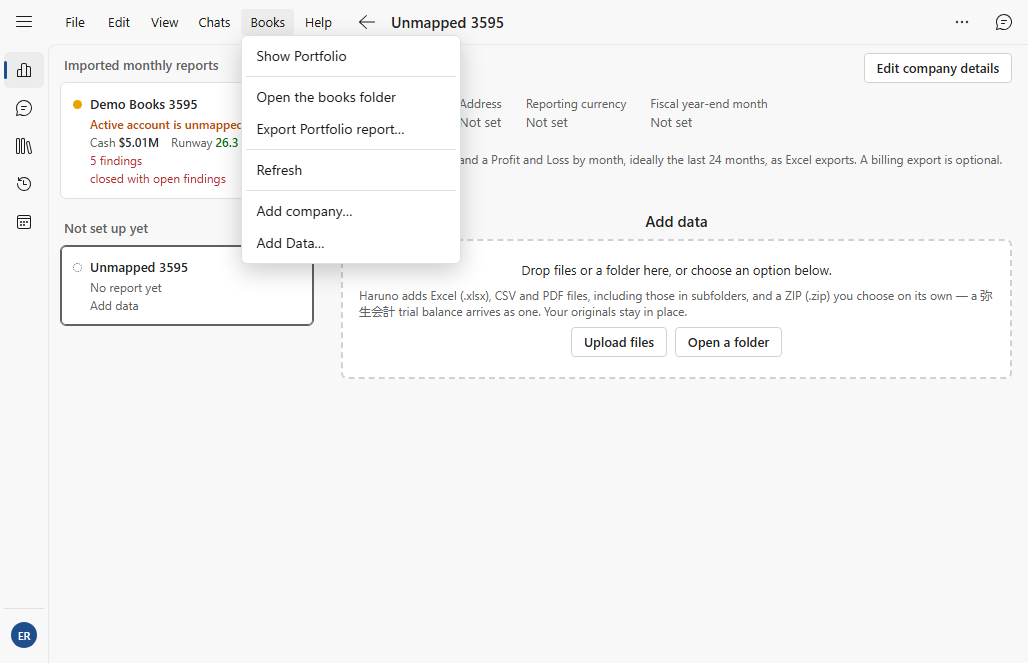 File Edit View Chats Books Help Unmapped 3595
Imported monthly reports
Demo Books 3595
Active account is unmapped
Cash $5.01M Runway 26.3
5 findings
closed with open findings
Not set up yet
Unmapped 3595
No report yet
Add data
Show Portfolio
Open the books folder
Export Portfolio report...
Refresh
Add company...
Add Data...
Edit company details
Address Reporting currency Fiscal year-end month
Not set Not set Not set
and a Profit and Loss by month, ideally the last 24 months, as Excel exports. A billing export is optional.
Add data
Drop files or a folder here, or choose an option below.
Haruno adds Excel (.xlsx), CSV and PDF files, including those in subfolders, and a ZIP (.zip) you choose on its own — a 弥
生会計 trial balance arrives as one. Your originals stay in place.
Upload files Open a folder
ER